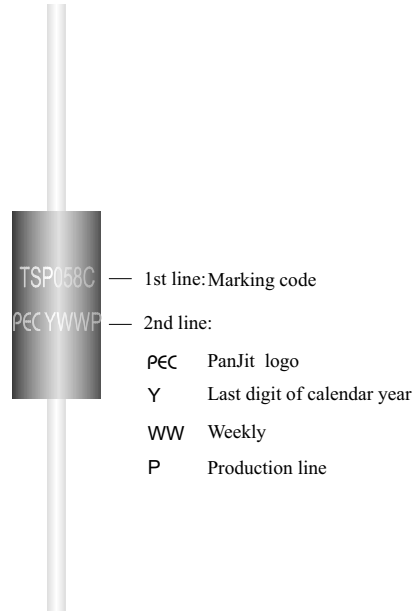 TSP058C
PEC YWWP
1st line: Marking code
2nd line:
PEC PanJit logo
Y Last digit of calendar year
WW Weekly
P Production line